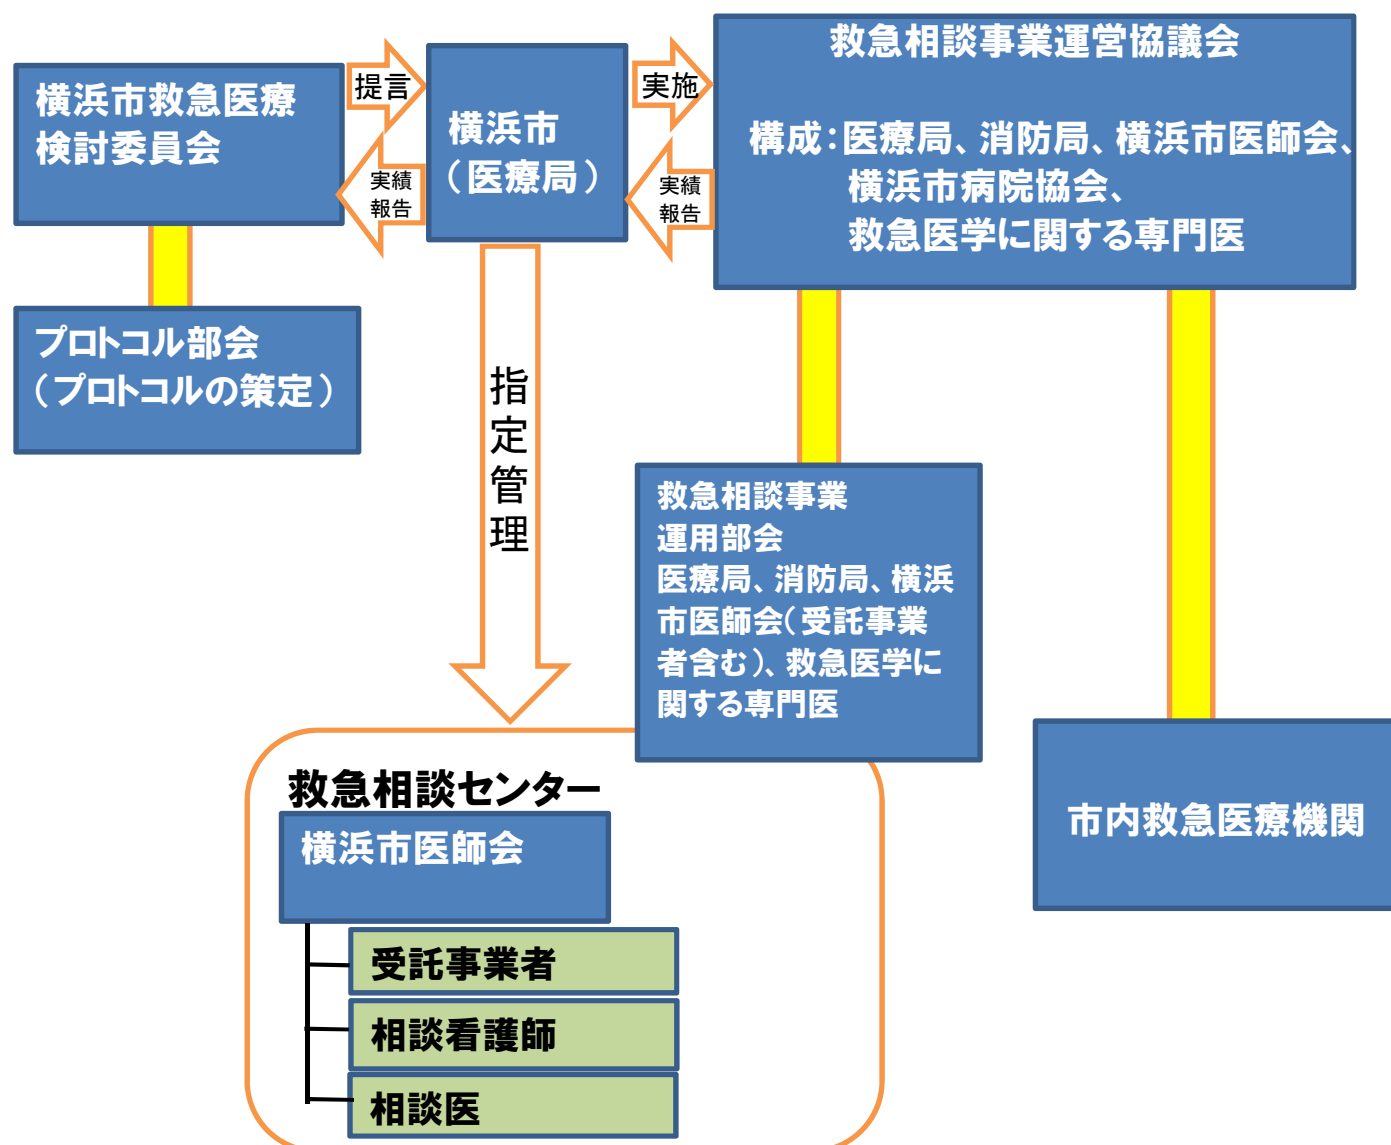 横浜市救急医療
検討委員会
提言
実績
報告
横浜市
（医療局）
実施
実績
報告
救急相談事業運営協議会
構成：医療局、消防局、横浜市医師会、
横浜市病院協会、
救急医学に関する専門医
プロトコル部会
（プロトコルの策定）
指定管理
救急相談事業
運用部会
医療局、消防局、横浜
市医師会（受託事業
者含む）、救急医学に
関する専門医
市内救急医療機関
救急相談センター
横浜市医師会
受託事業者
相談看護師
相談医